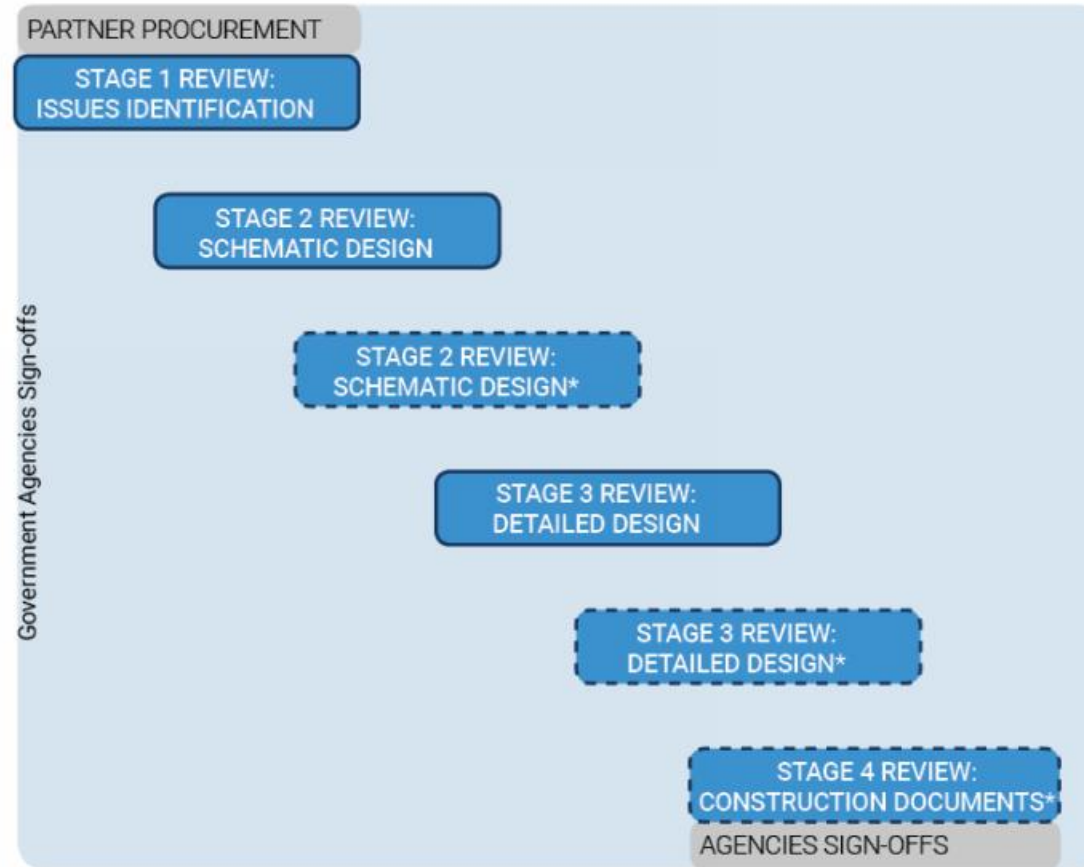 PARTNER PROCUREMENT
STAGE 1 REVIEW:
ISSUES IDENTIFICATION
STAGE 2 REVIEW:
SCHEMATIC DESIGN
STAGE 2 REVIEW:
SCHEMATIC DESIGN*
Government Agencies Sign-offs
STAGE 3 REVIEW:
DETAILED DESIGN
STAGE 3 REVIEW:
DETAILED DESIGN*
STAGE 4 REVIEW:
CONSTRUCTION DOCUMENTS*
AGENCIES SIGN-OFFS